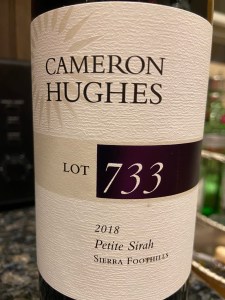 CAMERON
HUGHES
LOT 733
2018
Petite Sirah
SIERRA FOOTHILLS